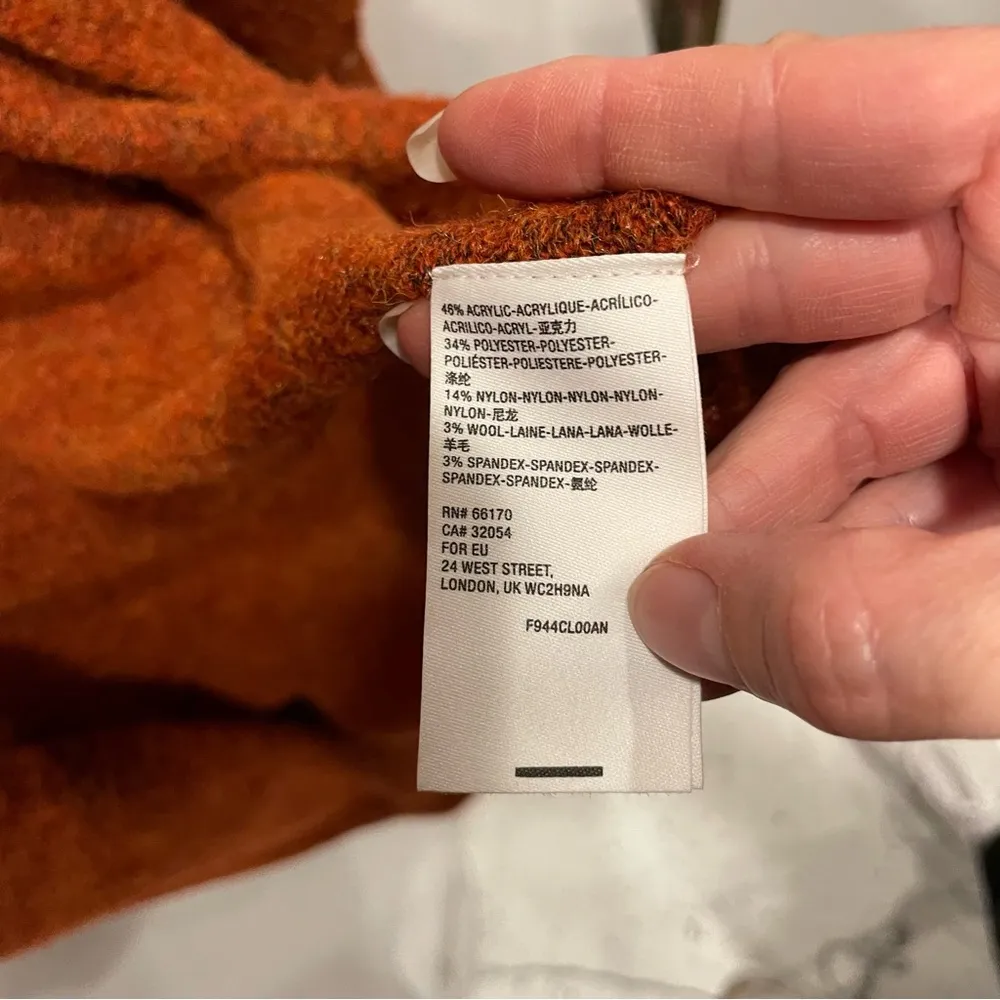 46% ACRYLIC-ACRYLIQUE-ACRÍLICO-
ACRILICO-ACRYL-亚克力
34% POLYESTER-POLYESTER-
POLIÉSTER-POLIESTERE-POLYESTER-
涤纶
14% NYLON-NYLON-NYLON-NYLON-
NYLON-尼龙
3% WOOL-LAINE-LANA-LANA-WOLLE-
羊毛
3% SPANDEX-SPANDEX-SPANDEX-
SPANDEX-SPANDEX-氨纶
RN# 66170
CA# 32054
FOR EU
24 WEST STREET,
LONDON, UK WC2H9NA
F944CL00AN